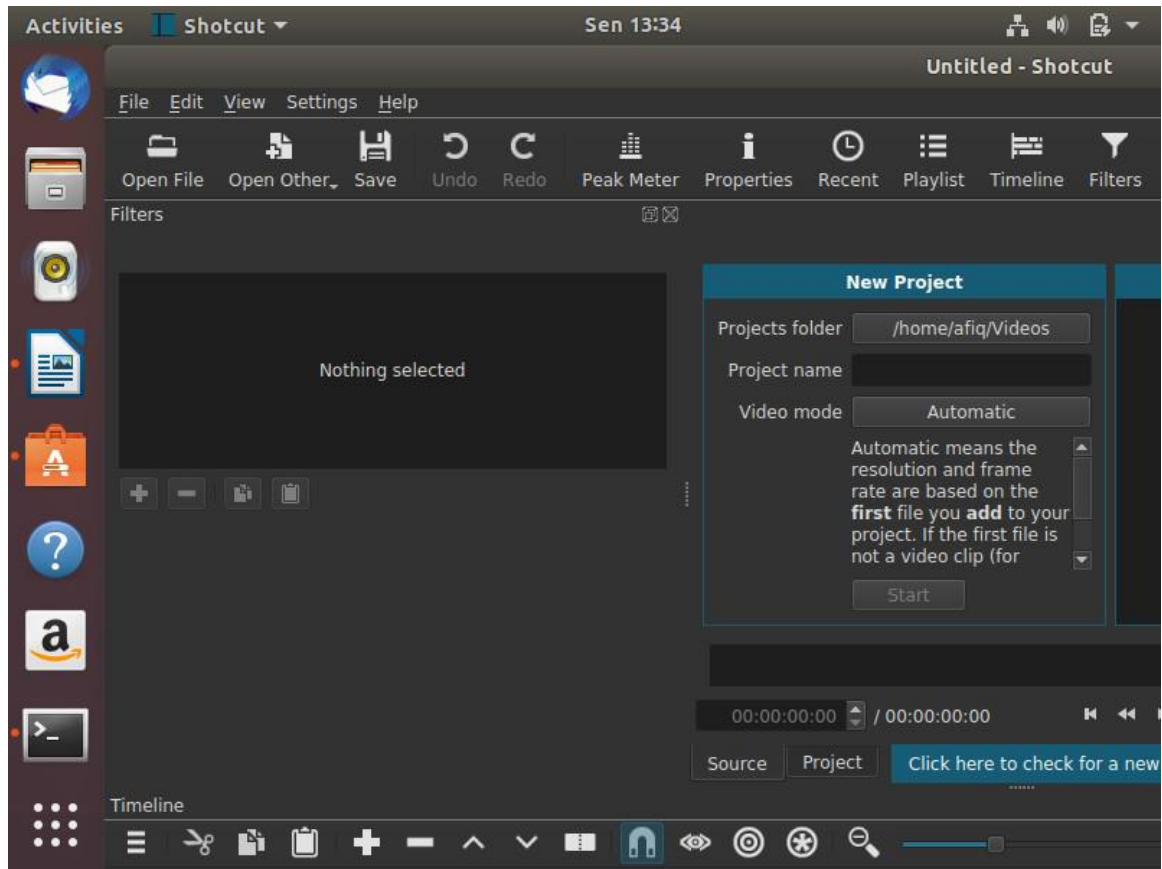 Activities Shotcut Sen 13:34
Untitled - Shotcut
File Edit View Settings Help
Open File Open Other Save Undo Redo Peak Meter Properties Recent Playlist Timeline Filters
Filters
Nothing selected
New Project
Projects folder /home/afiq/Videos
Project name
Video mode Automatic
Automatic means the
resolution and frame
rate are based on the
first file you add to your
project. If the first file is
not a video clip (for
Start
00:00:00:00 / 00:00:00:00
Source Project Click here to check for a new
Timeline